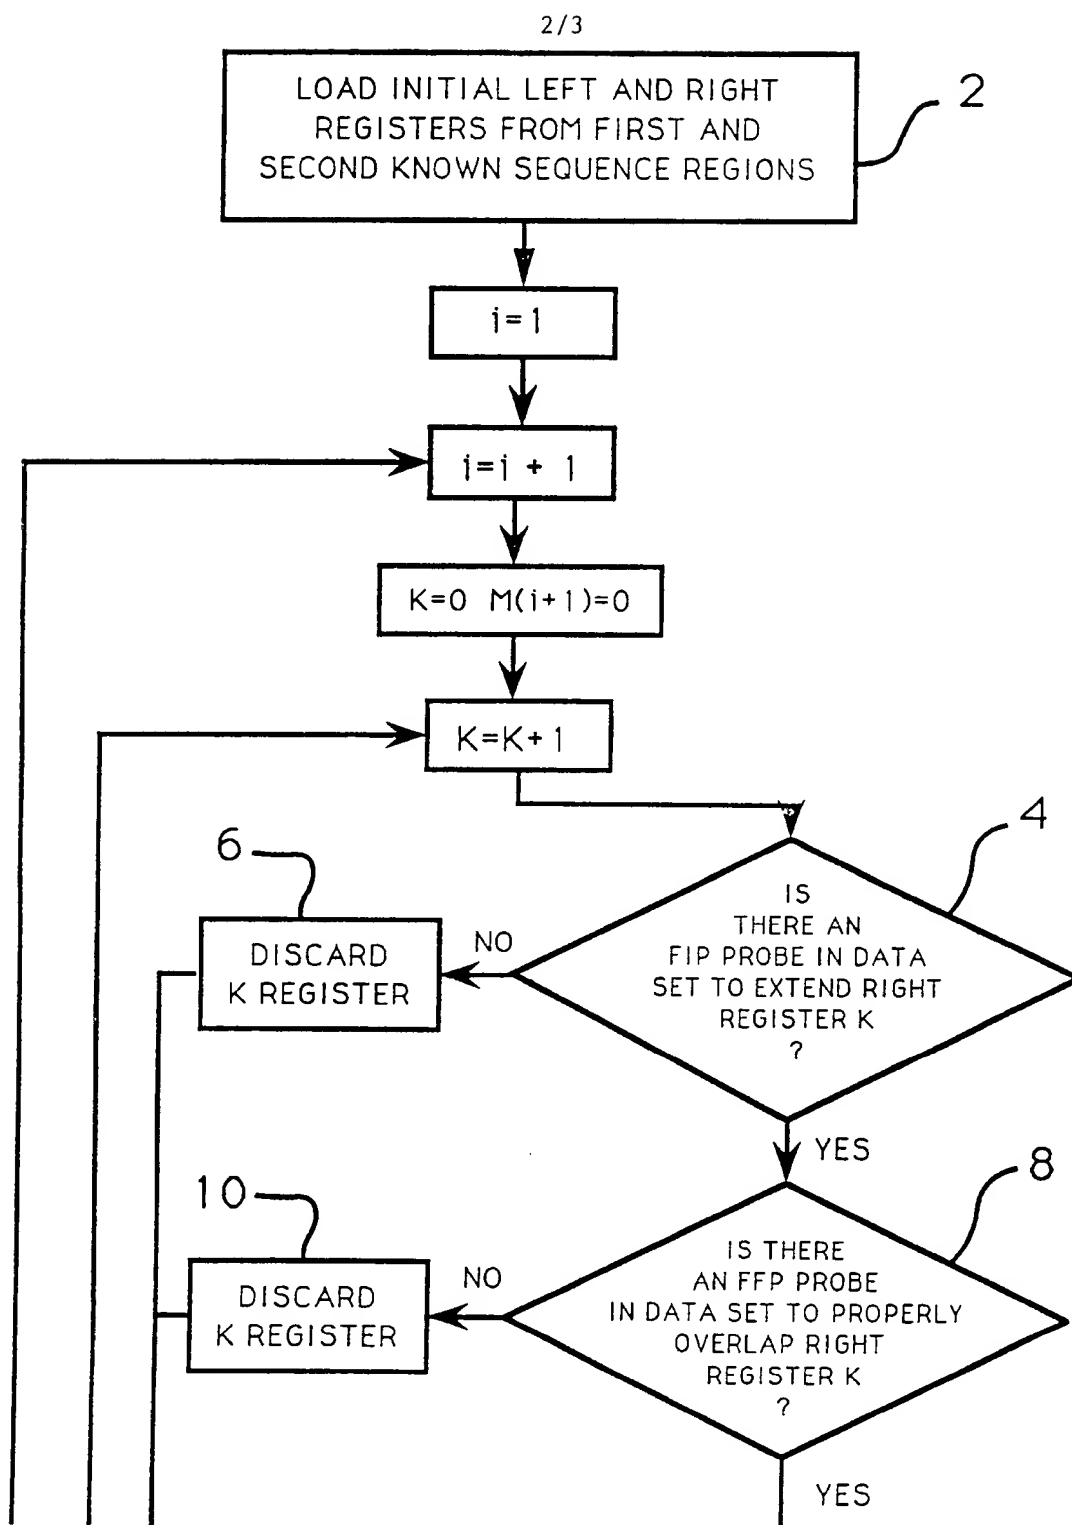 2/3
LOAD INITIAL LEFT AND RIGHT
REGISTERS FROM FIRST AND
SECOND KNOWN SEQUENCE REGIONS
2
i=1
i=i + 1
K=0 M(i+1)=0
K=K+1
4
6
IS
THERE AN
FIP PROBE IN DATA
SET TO EXTEND RIGHT
REGISTER K
?
NO
DISCARD
K REGISTER
YES
8
10
IS THERE
AN FFP PROBE
IN DATA SET TO PROPERLY
OVERLAP RIGHT
REGISTER K
?
NO
DISCARD
K REGISTER
YES